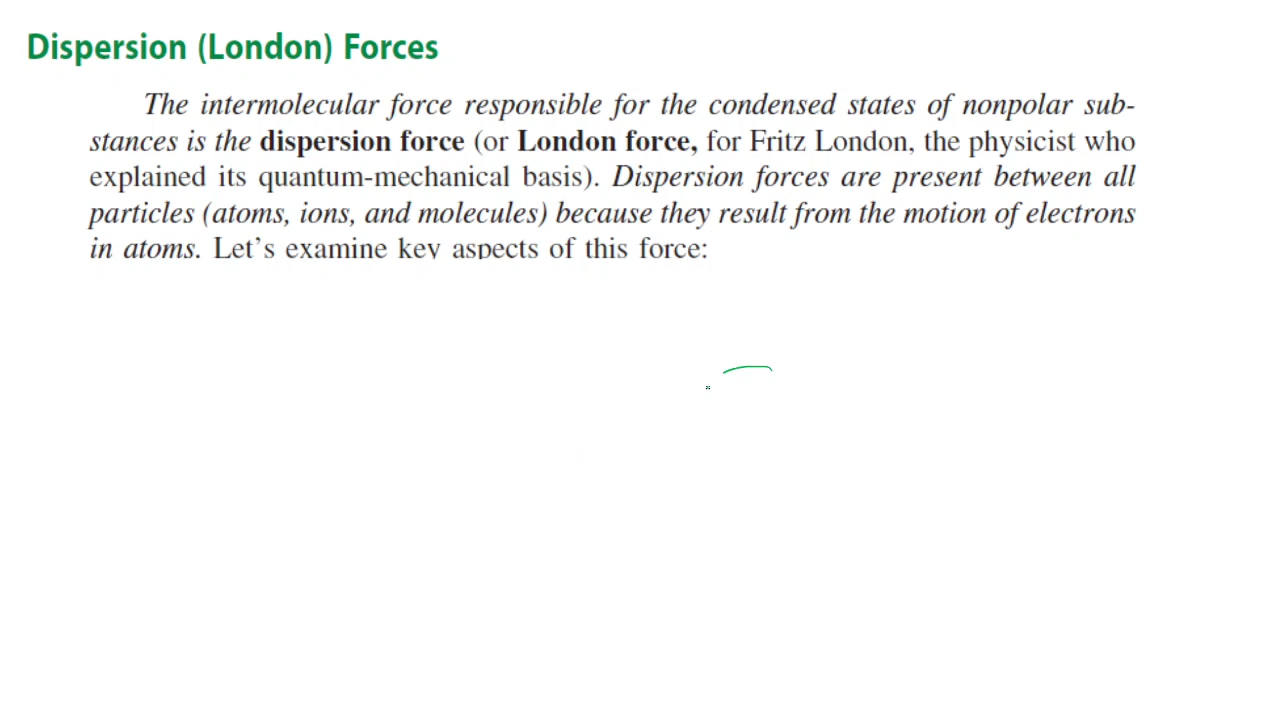 Dispersion (London) Forces
The intermolecular force responsible for the condensed states of nonpolar sub-
stances is the dispersion force (or London force, for Fritz London, the physicist who
explained its quantum-mechanical basis). Dispersion forces are present between all
particles (atoms, ions, and molecules) because they result from the motion of electrons
in atoms. Let's examine key aspects of this force: